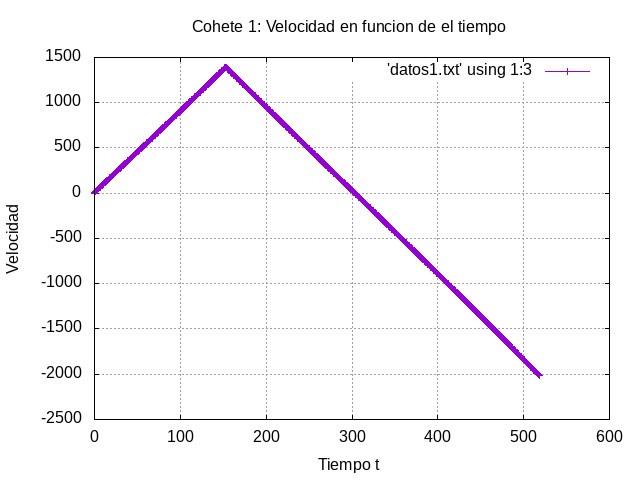 Cohete 1: Velocidad en funcion de el tiempo
'datos1.txt' using 1:3
1500
1000
500
0
-500
-1000
-1500
-2000
-2500
Velocidad
0 100 200 300 400 500 600
Tiempo t